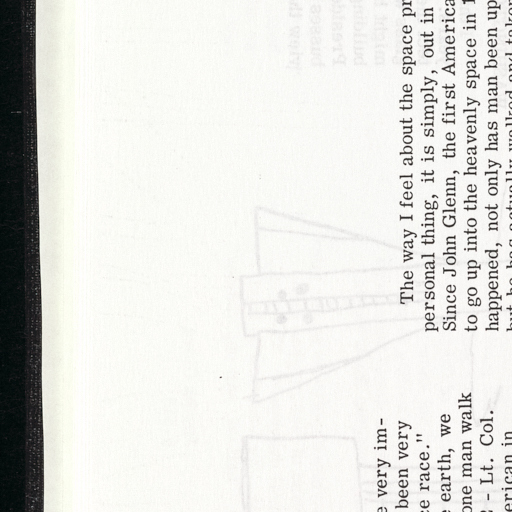 e very im-
been very
ce race."
e earth, we
one man walk
- Lt. Col.
erican in
The way I feel about the space pr
personal thing, it is simply, out in
Since John Glenn, the first America
to go up into the heavenly space in 1
happened, not only has man been up
but he has actually walked and taken